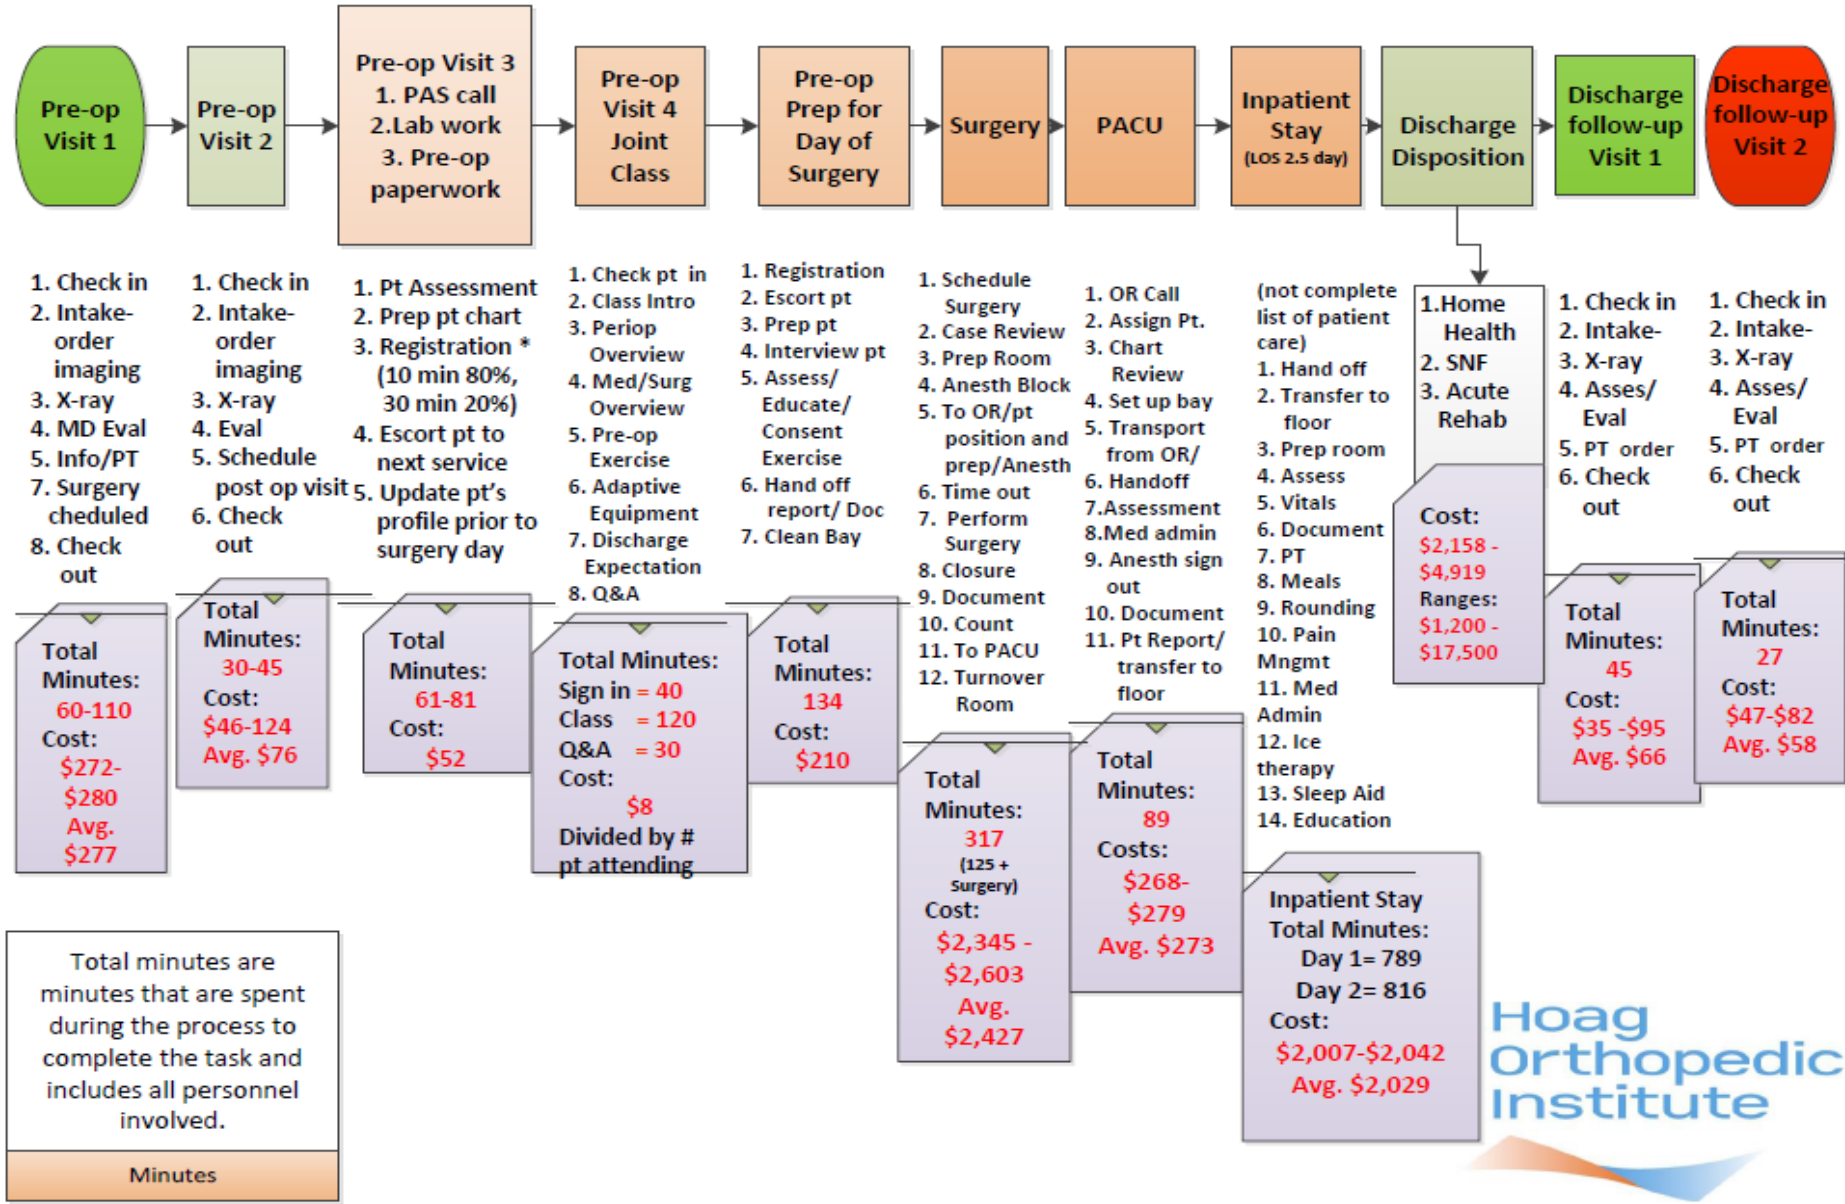 Pre-op
Visit 1
Pre-op
Visit 2
Pre-op Visit 3
1. PAS call
2.Lab work
3. Pre-op
paperwork
Pre-op
Visit 4
Joint
Class
Pre-op
Prep for
Day of
Surgery
Surgery
PACU
Inpatient
Stay
(LOS 2.5 day)
Discharge
Disposition
Discharge
follow-up
Visit 1
Discharge
follow-up
Visit 2
1. Check in
2. Intake-
order
imaging
3. X-ray
4. MD Eval
5. Info/PT
7. Surgery
cheduled
8. Check
out
1. Check in
2. Intake-
order
imaging
3. X-ray
4. Eval
5. Schedule
post op visit
6. Check
out
1. Pt Assessment
2. Prep pt chart
3. Registration *
(10 min 80%,
30 min 20%)
4. Escort pt to
next service
5. Update pt's
profile prior to
surgery day
1. Check pt in
2. Class Intro
3. Periop
Overview
4. Med/Surg
Overview
5. Pre-op
Exercise
6. Adaptive
Equipment
7. Discharge
Expectation
8. Q&A
1. Registration
2. Escort pt
3. Prep pt
4. Interview pt
5. Assess/
Educate/
Consent
Exercise
6. Hand off
report/ Doc
7. Clean Bay
1. Schedule
Surgery
2. Case Review
3. Prep Room
4. Anesth Block
5. To OR/pt
position and
prep/Anesth
6. Time out
7. Perform
Surgery
8. Closure
9. Document
10. Count
11. To PACU
12. Turnover
Room
1. OR Call
2. Assign Pt.
3. Chart
Review
4. Set up bay
5. Transport
from OR/
6. Handoff
7.Assessment
8.Med admin
9. Anesth sign
out
10. Document
11. Pt Report/
transfer to
floor
(not complete
list of patient
care)
1. Hand off
2. Transfer to
floor
3. Prep room
4. Assess
5. Vitals
6. Document
7. PT
8. Meals
9. Rounding
10. Pain
Mngmt
11. Med
Admin
12. Ice
therapy
13. Sleep Aid
14. Education
1.Home
Health
2. SNF
3. Acute
Rehab
1. Check in
2. Intake-
3. X-ray
4. Asses/
Eval
5. PT order
6. Check
out
1. Check in
2. Intake-
3. X-ray
4. Asses/
Eval
5. PT order
6. Check
out
Total
Minutes:
60-110
Cost:
$272-
$280
Avg.
$277
Total
Minutes:
30-45
Cost:
$46-124
Avg. $76
Total
Minutes:
61-81
Cost:
$52
Total Minutes:
Sign in = 40
Class = 120
Q&A = 30
Cost:
$8
Divided by #
pt attending
Total
Minutes:
134
Cost:
$210
Total
Minutes:
317
(125 +
Surgery)
Cost:
$2,345 -
$2,603
Avg.
$2,427
Total
Minutes:
89
Costs:
$268-
$279
Avg. $273
Inpatient Stay
Total Minutes:
Day 1= 789
Day 2= 816
Cost:
$2,007-$2,042
Avg. $2,029
Cost:
$2,158 -
$4,919
Ranges:
$1,200 -
$17,500
Total
Minutes:
45
Cost:
$35 -$95
Avg. $66
Total
Minutes:
27
Cost:
$47-$82
Avg. $58
Total minutes are
minutes that are spent
during the process to
complete the task and
includes all personnel
involved.
Minutes
Hoag
Orthopedic
Institute